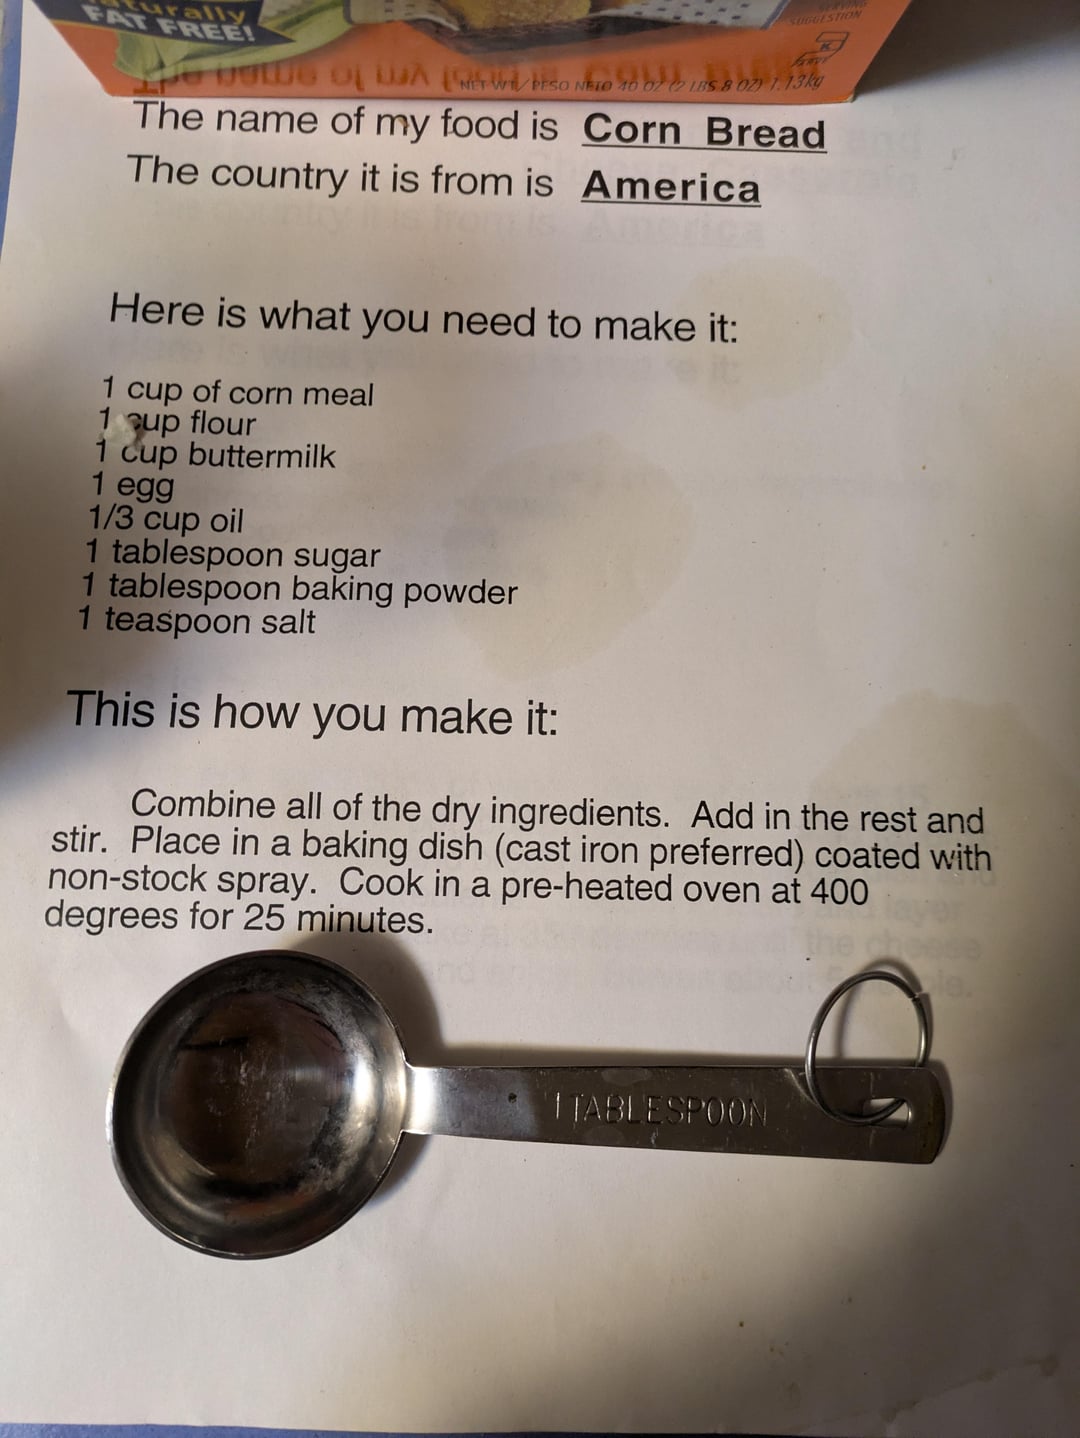 Naturally
FAT FREE!
SERVING
SUGGESTION
NET WT/PESO NETO 40 OZ (2 LBS 8 OZ) 1.13kg
The name of my food is Corn Bread
The country it is from is America
Here is what you need to make it:
1 cup of corn meal
1 cup flour
1 cup buttermilk
1 egg
1/3 cup oil
1 tablespoon sugar
1 tablespoon baking powder
1 teaspoon salt
This is how you make it:
Combine all of the dry ingredients. Add in the rest and
stir. Place in a baking dish (cast iron preferred) coated with
non-stock spray. Cook in a pre-heated oven at 400
degrees for 25 minutes.
1 TABLESPOON